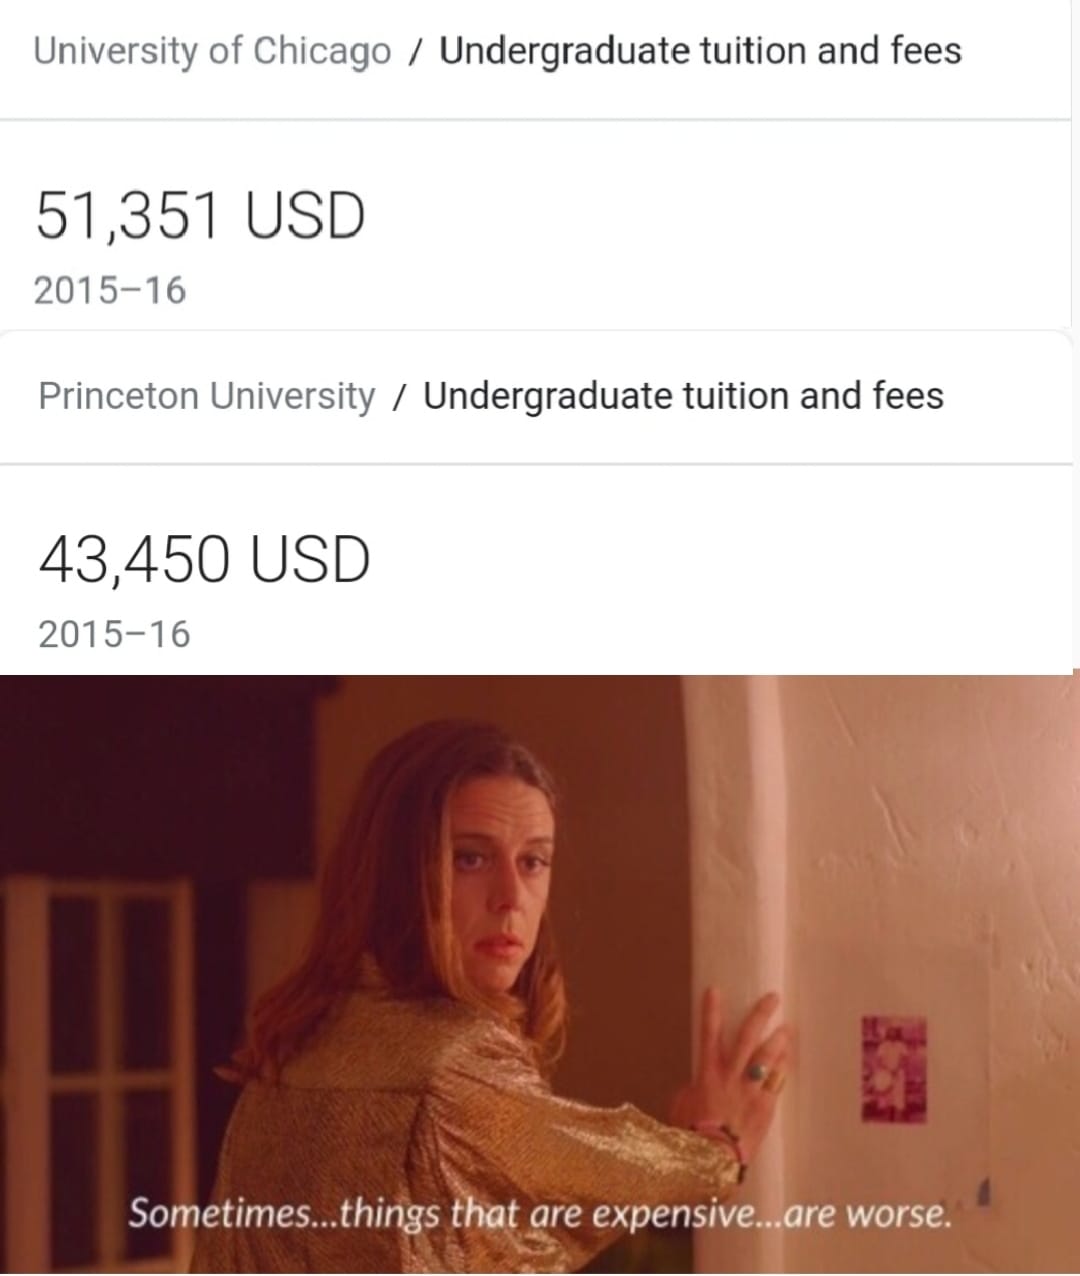 University of Chicago / Undergraduate tuition and fees
51,351 USD
2015–16
Princeton University / Undergraduate tuition and fees
43,450 USD
2015–16
Sometimes...things that are expensive...are worse.